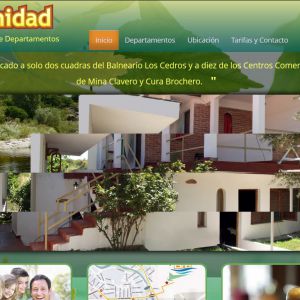 nidad
e Departamentos
Inicio Departamentos Ubicación Tarifas y Contacto
cado a solo dos cuadras del Balneario Los Cedros y a diez de los Centros Comer
de Mina Clavero y Cura Brochero. "